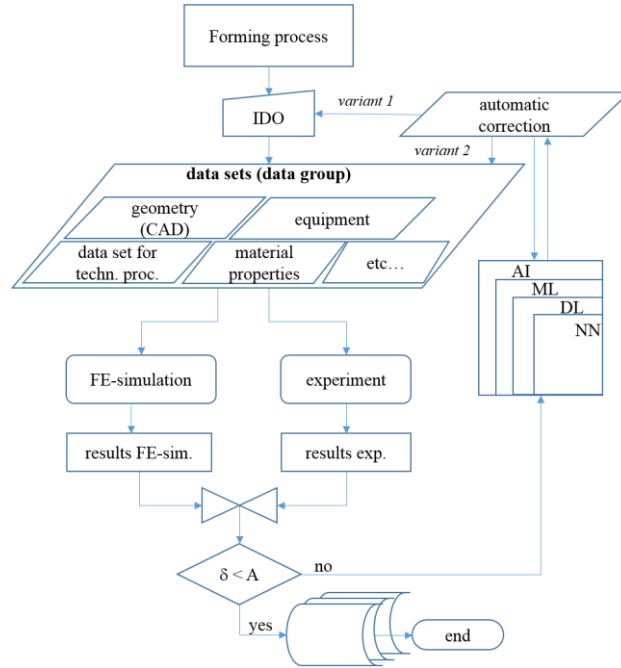 Forming process
IDO
variant 1
automatic
correction
variant 2
data sets (data group)
geometry
(CAD)
equipment
data set for
techn. proc.
material
properties
etc…
AI
ML
DL
NN
FE-simulation
experiment
results FE-sim.
results exp.
δ < A
no
yes
end